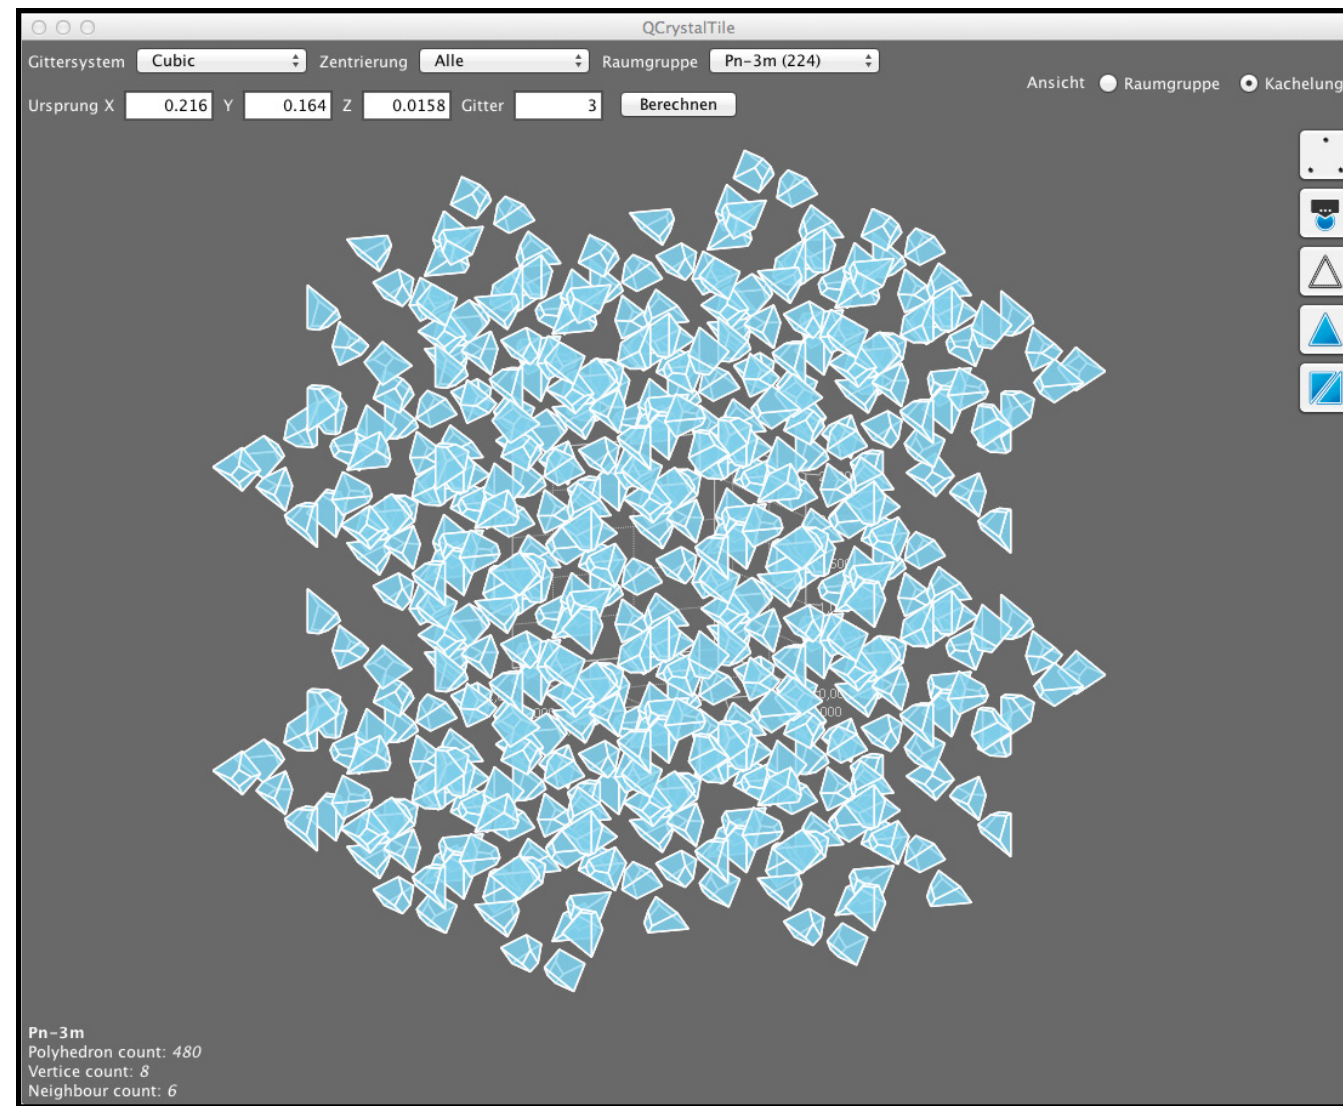 QCrystalTile
Gittersystem Cubic Zentrierung Alle Raumgruppe Pn-3m (224)
Ansicht Raumgruppe Kachelung
Ursprung X 0.216 Y 0.164 Z 0.0158 Gitter 3 Berechnen
Pn-3m
Polyhedron count: 480
Vertice count: 8
Neighbour count: 6